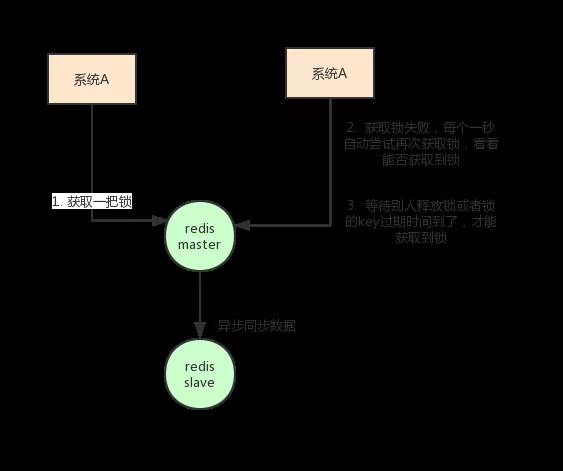 系统A
系统A
2. 获取锁失败，每个一秒
自动尝试再次获取锁，看看
能否获取到锁
1. 获取一把锁
3. 等待别人释放锁或者锁
的key过期时间到了，才能
获取到锁
redis
master
异步同步数据
redis
slave